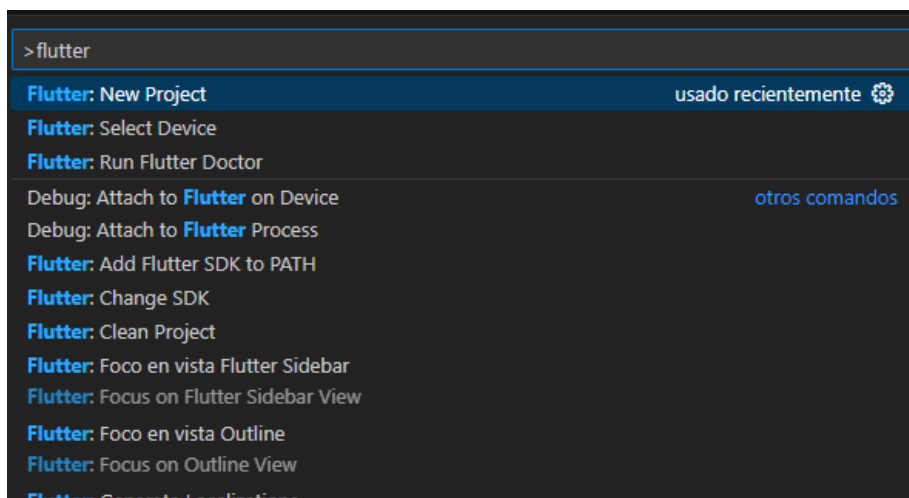 >flutter
Flutter: New Project usado recientemente
Flutter: Select Device
Flutter: Run Flutter Doctor
Debug: Attach to Flutter on Device otros comandos
Debug: Attach to Flutter Process
Flutter: Add Flutter SDK to PATH
Flutter: Change SDK
Flutter: Clean Project
Flutter: Foco en vista Flutter Sidebar
Flutter: Focus on Flutter Sidebar View
Flutter: Foco en vista Outline
Flutter: Focus on Outline View
Flutter: Generate Localizations